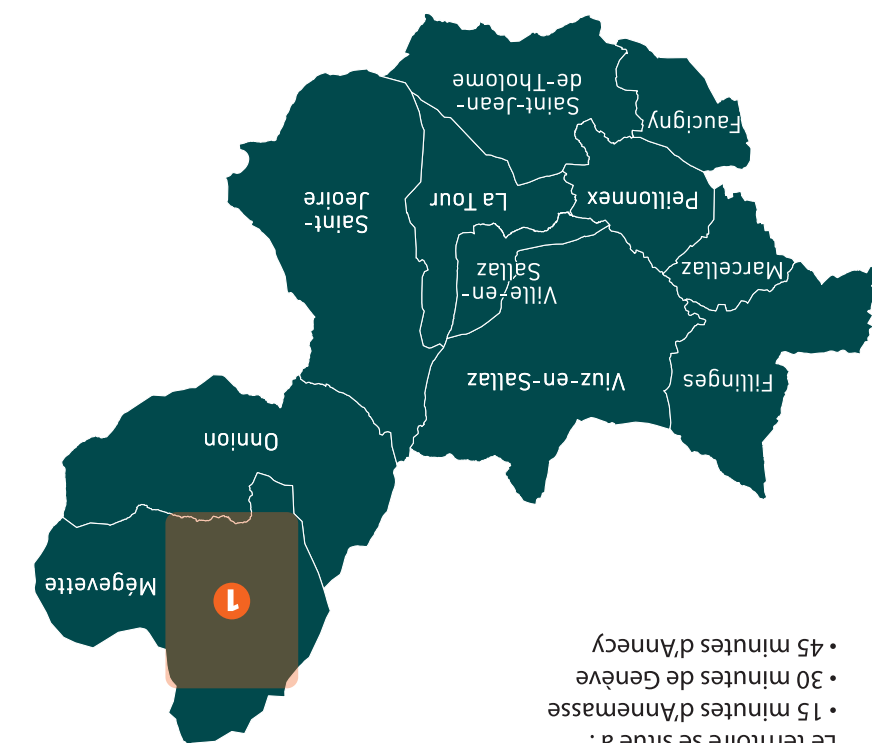 Le territoire se situe à :
• 15 minutes d'Annemasse
• 30 minutes de Genève
• 45 minutes d'Annecy
1
Mégevette
Onnion
Fillinges
Viuz-en-Sallaz
Marcellaz
Ville-en-
Sallaz
Saint-
Jeoire
Peillonnex
La Tour
Faucigny
Saint-Jean-
de-Tholome